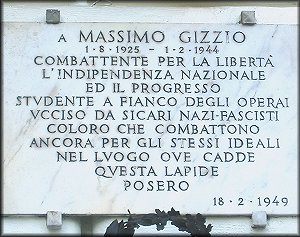 A MASSIMO GIZZIO
1·8·1925 - 1·2·1944
COMBATTENTE PER LA LIBERTÀ
L'INDIPENDENZA NAZIONALE
ED IL PROGRESSO
STVDENTE A FIANCO DEGLI OPERAI
VCCISO DA SICARI NAZI-FASCISTI
COLORO CHE COMBATTONO
ANCORA PER GLI STESSI IDEALI
NEL LVOGO OVE CADDE
QVESTA LAPIDE
POSERO
18·2·1949